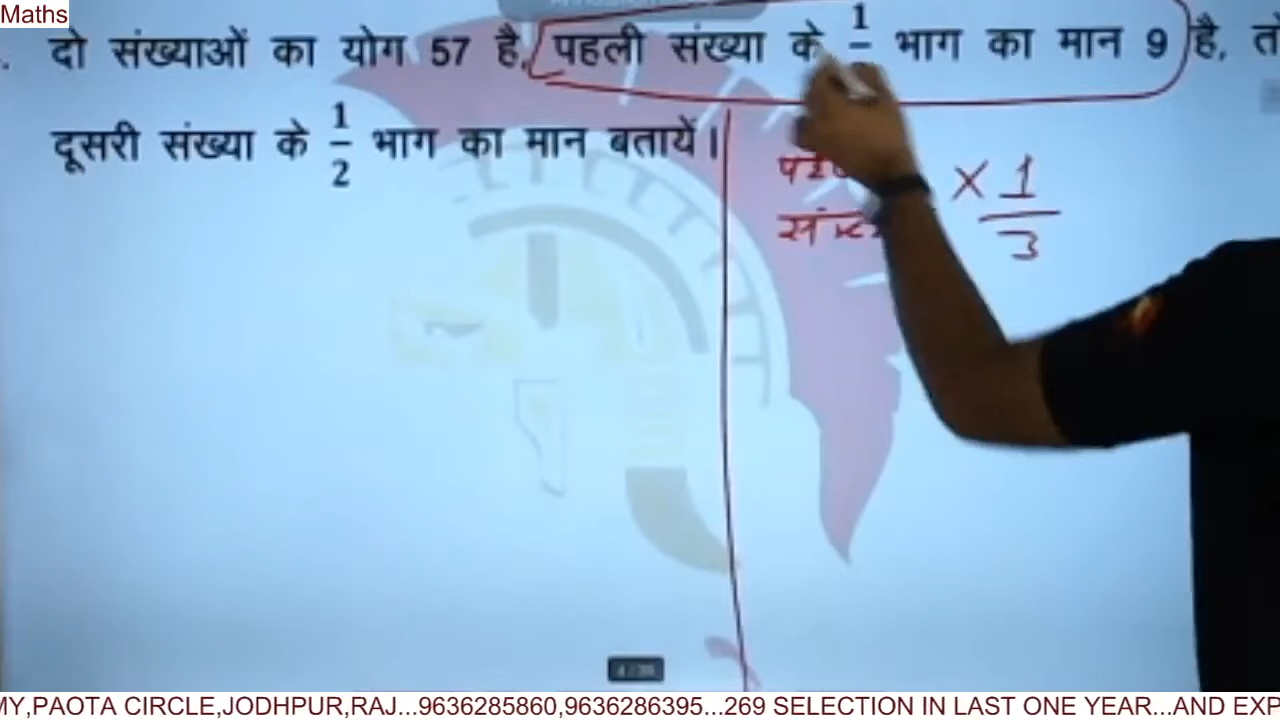 Maths
दो संख्याओं का योग 57 है, पहली संख्या के 1/ भाग का मान 9 है, तो
दूसरी संख्या के 1/2 भाग का मान बतायें।
× 1/3
MY,PAOTA CIRCLE,JODHPUR,RAJ...9636285860,9636286395...269 SELECTION IN LAST ONE YEAR...AND EXP